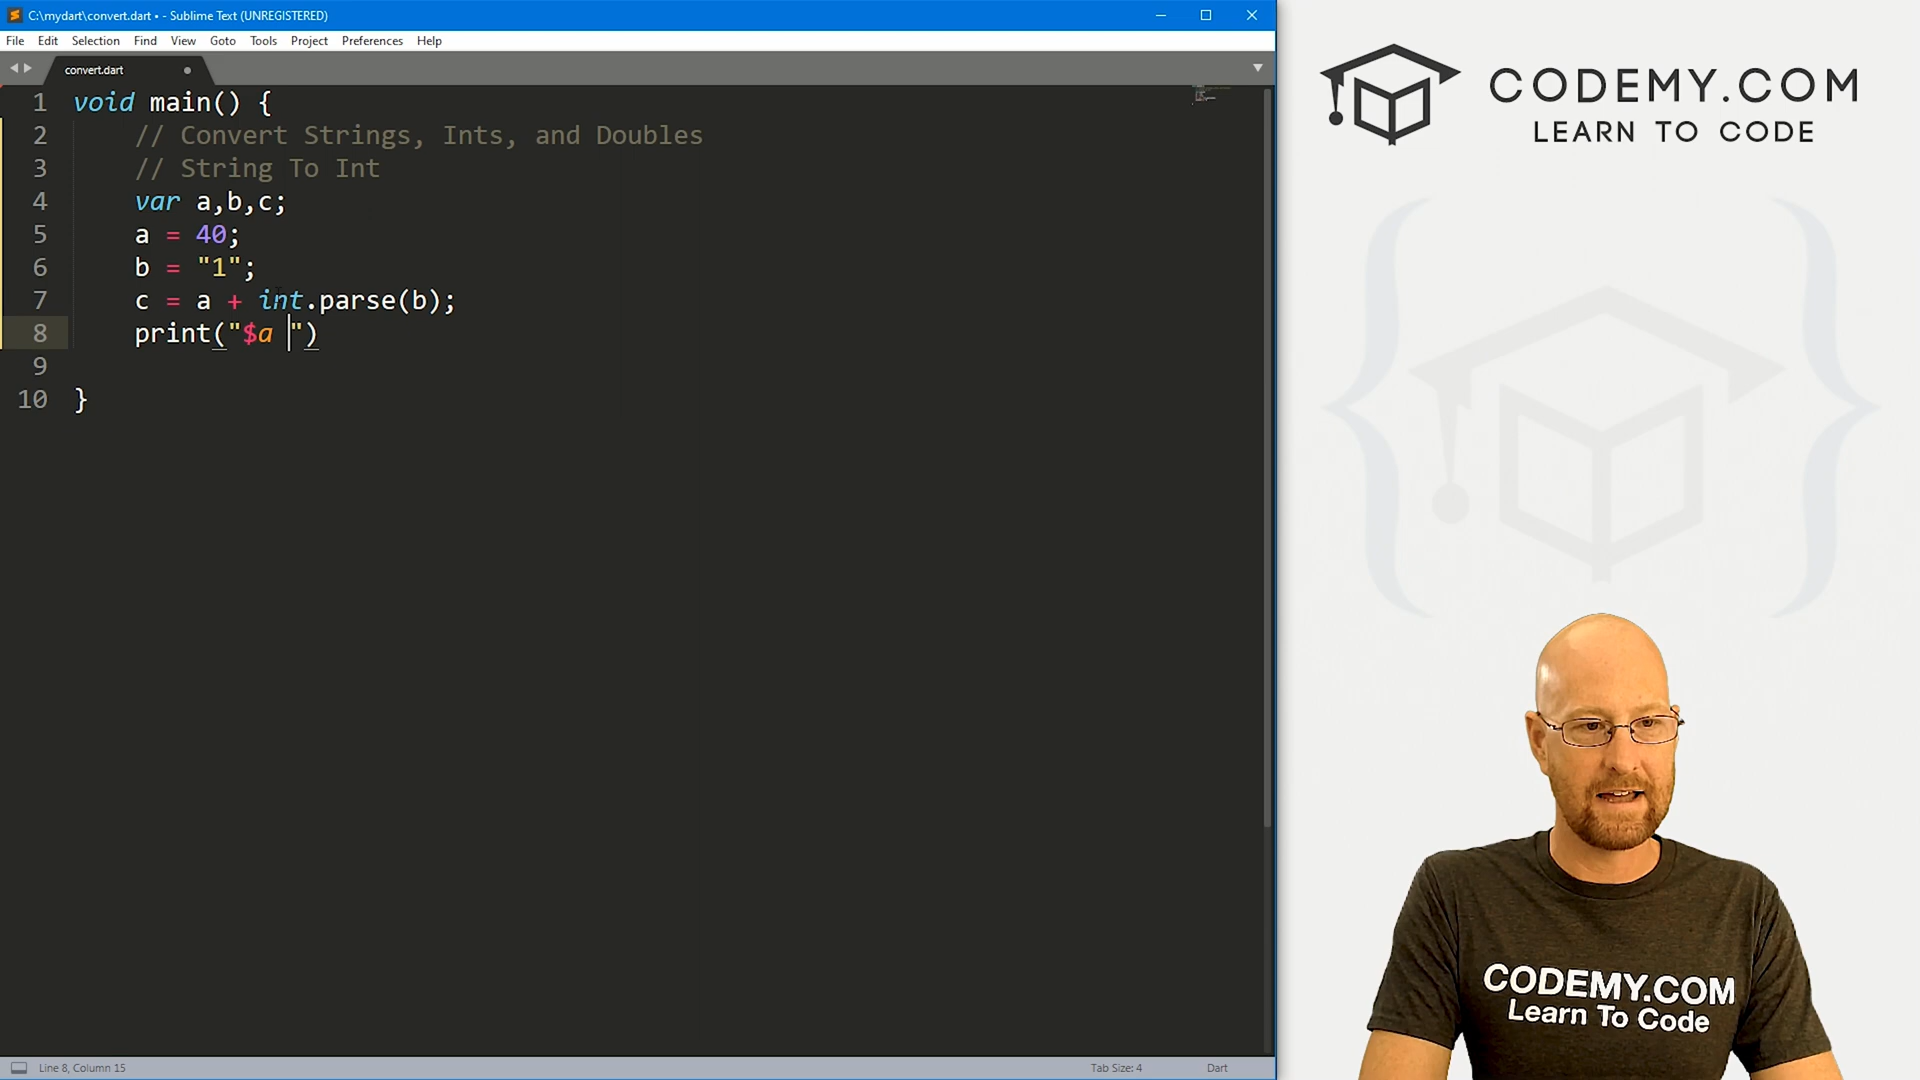 C:\mydart\convert.dart • - Sublime Text (UNREGISTERED)
File Edit Selection Find View Goto Tools Project Preferences Help
convert.dart
1 void main() {
2 // Convert Strings, Ints, and Doubles
3 // String To Int
4 var a,b,c;
5 a = 40;
6 b = "1";
7 c = a + int.parse(b);
8 print("$a ")
9
10 }
Line 8, Column 15
Tab Size: 4
Dart
CODEMY.COM
LEARN TO CODE
CODEMY.COM
Learn To Code